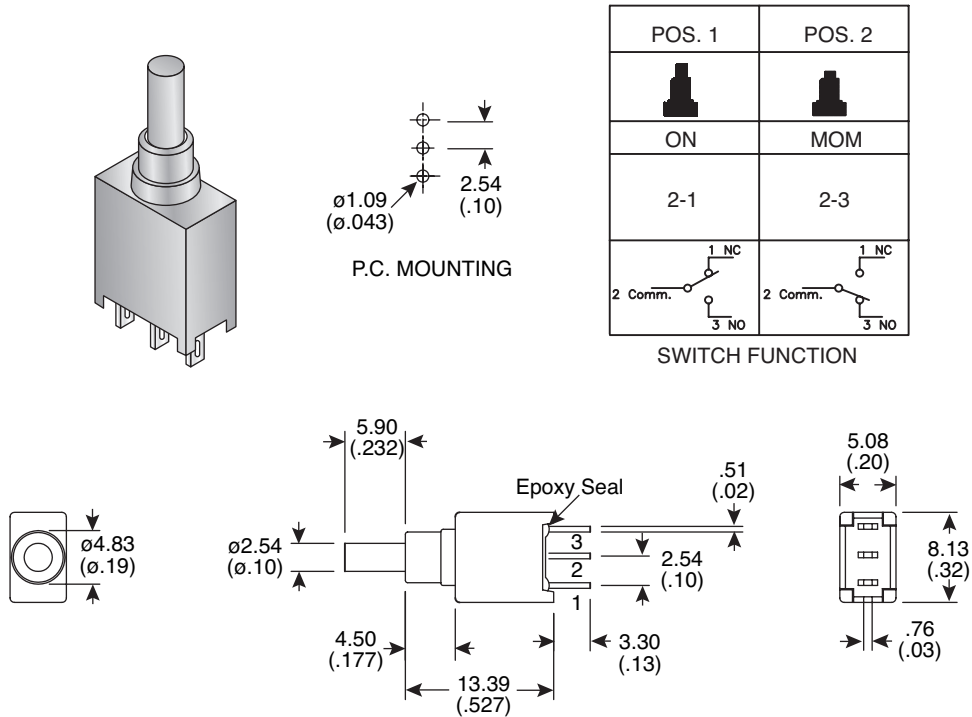 POS. 1
POS. 2
ON
MOM
2-1
2-3
1 NC
2 Comm.
3 NO
1 NC
2 Comm.
3 NO
SWITCH FUNCTION
ø1.09
(ø.043)
2.54
(.10)
P.C. MOUNTING
ø4.83
(ø.19)
5.90
(.232)
ø2.54
(ø.10)
4.50
(.177)
13.39
(.527)
Epoxy Seal
3
2
1
.51
(.02)
2.54
(.10)
3.30
(.13)
5.08
(.20)
8.13
(.32)
.76
(.03)